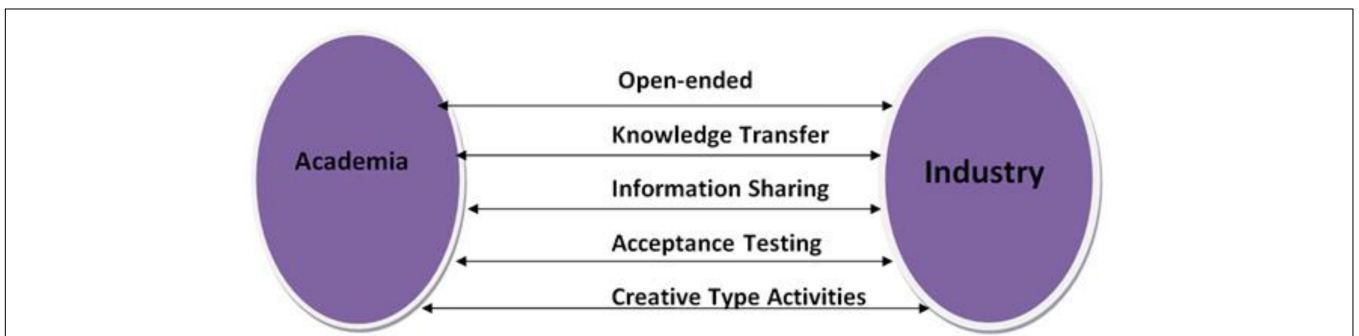 Open-ended
Knowledge Transfer
Academia
Industry
Information Sharing
Acceptance Testing
Creative Type Activities